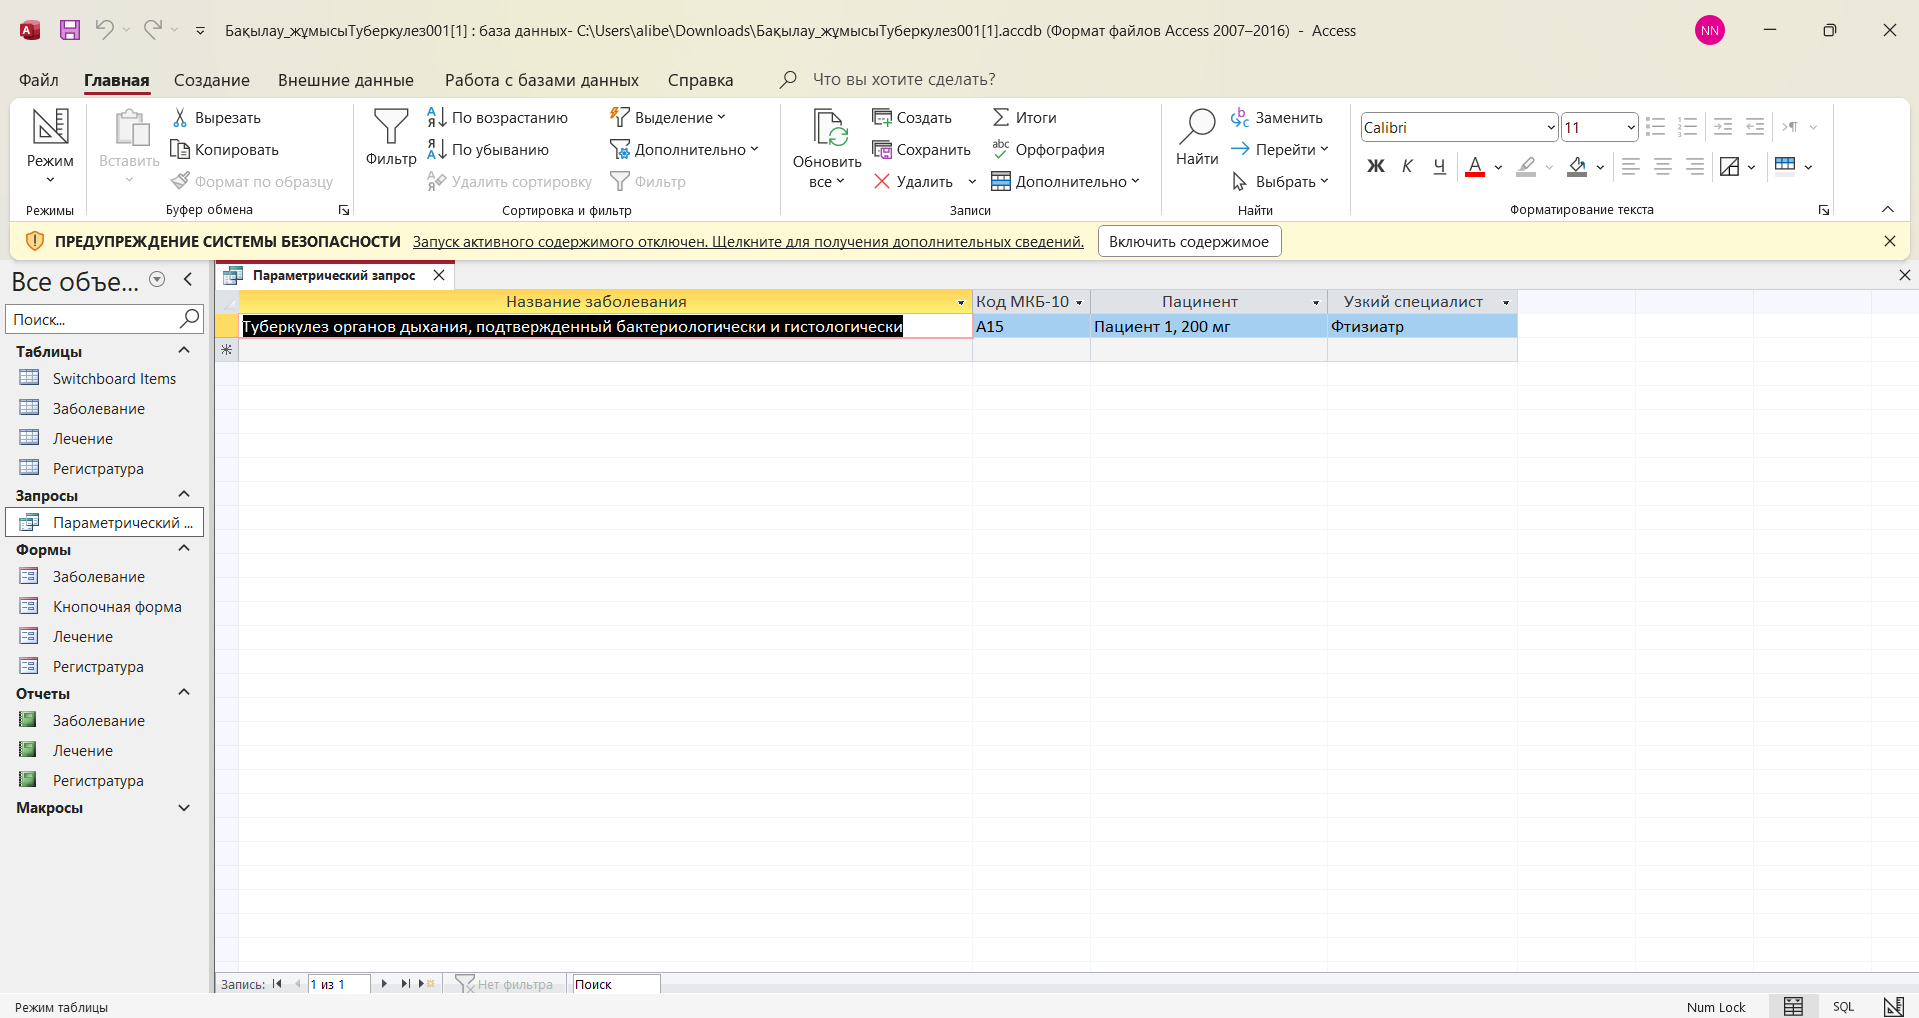 Бақылау_жұмысыТуберкулез001[1] : база данных- C:\Users\alibe\Downloads\Бақылау_жұмысыТуберкулез001[1].accdb (Формат файлов Access 2007–2016) - Access
NN
Файл Главная Создание Внешние данные Работа с базами данных Справка Что вы хотите сделать?
Режим
Режимы
Вставить
Вырезать
Копировать
Формат по образцу
Буфер обмена
Фильтр
По возрастанию
По убыванию
Удалить сортировку
Выделение
Дополнительно
Фильтр
Сортировка и фильтр
Обновить
все
Создать
Сохранить
Удалить
Итоги
Орфография
Дополнительно
Записи
Найти
Заменить
Перейти
Выбрать
Найти
Calibri 11
Ж К Ч А
Форматирование текста
ПРЕДУПРЕЖДЕНИЕ СИСТЕМЫ БЕЗОПАСНОСТИ Запуск активного содержимого отключен. Щелкните для получения дополнительных сведений. Включить содержимое
Все объе...
Поиск...
Таблицы
Switchboard Items
Заболевание
Лечение
Регистратура
Запросы
Параметрический ...
Формы
Заболевание
Кнопочная форма
Лечение
Регистратура
Отчеты
Заболевание
Лечение
Регистратура
Макросы
Параметрический запрос
Название заболевания Код МКБ-10 Пацинент Узкий специалист
Туберкулез органов дыхания, подтвержденный бактериологически и гистологически A15 Пациент 1, 200 мг Фтизиатр
Запись: 1 из 1 Нет фильтра Поиск
Режим таблицы Num Lock SQL